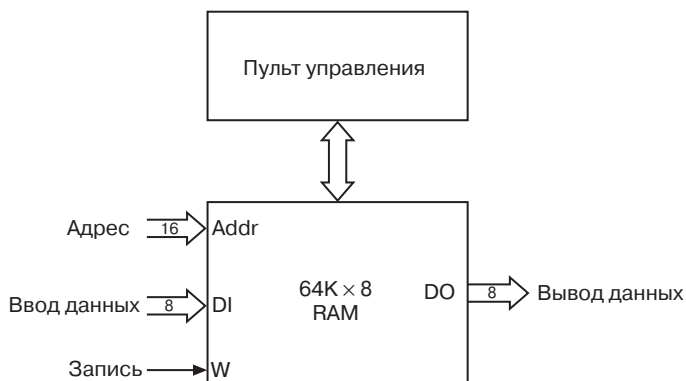 Пульт управления
Адрес 16 Addr
Ввод данных 8 DI
64K × 8
RAM
DO 8 Вывод данных
Запись W